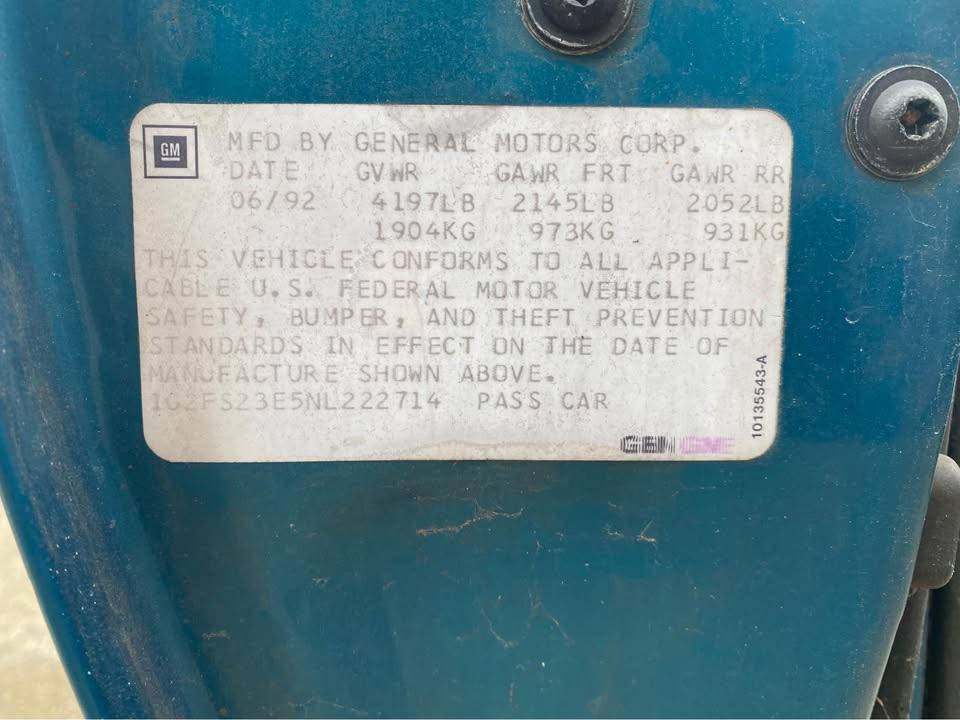 GM
MFD BY GENERAL MOTORS CORP.
DATE GVWR GAWR FRT GAWR RR
06/92 4197LB 2145LB 2052LB
1904KG 973KG 931KG
THIS VEHICLE CONFORMS TO ALL APPLI-
CABLE U.S. FEDERAL MOTOR VEHICLE
SAFETY, BUMPER, AND THEFT PREVENTION
STANDARDS IN EFFECT ON THE DATE OF
MANUFACTURE SHOWN ABOVE.
1G2FS23E5NL222714 PASS CAR
10135543-A